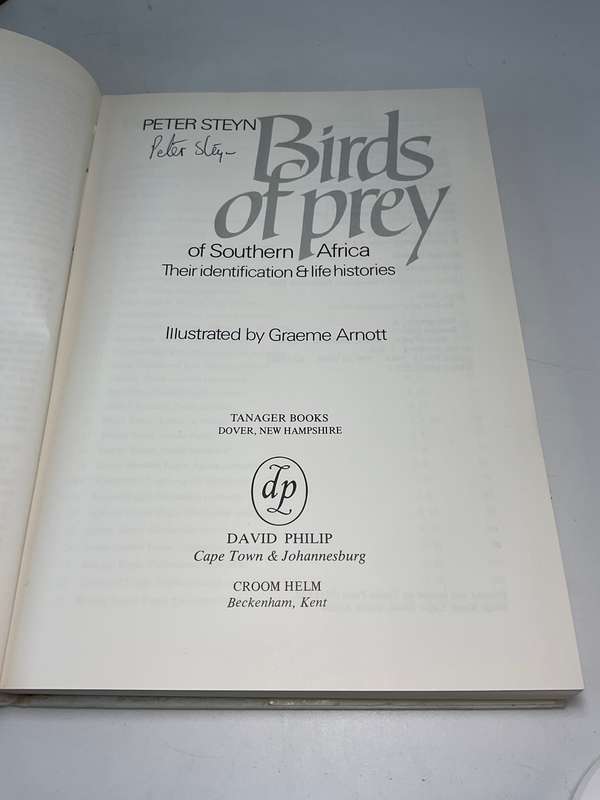 PETER STEYN
Peter Steyn
Birds
of prey
of Southern Africa
Their identification & life histories
Illustrated by Graeme Arnott
TANAGER BOOKS
DOVER, NEW HAMPSHIRE
dp
DAVID PHILIP
Cape Town & Johannesburg
CROOM HELM
Beckenham, Kent